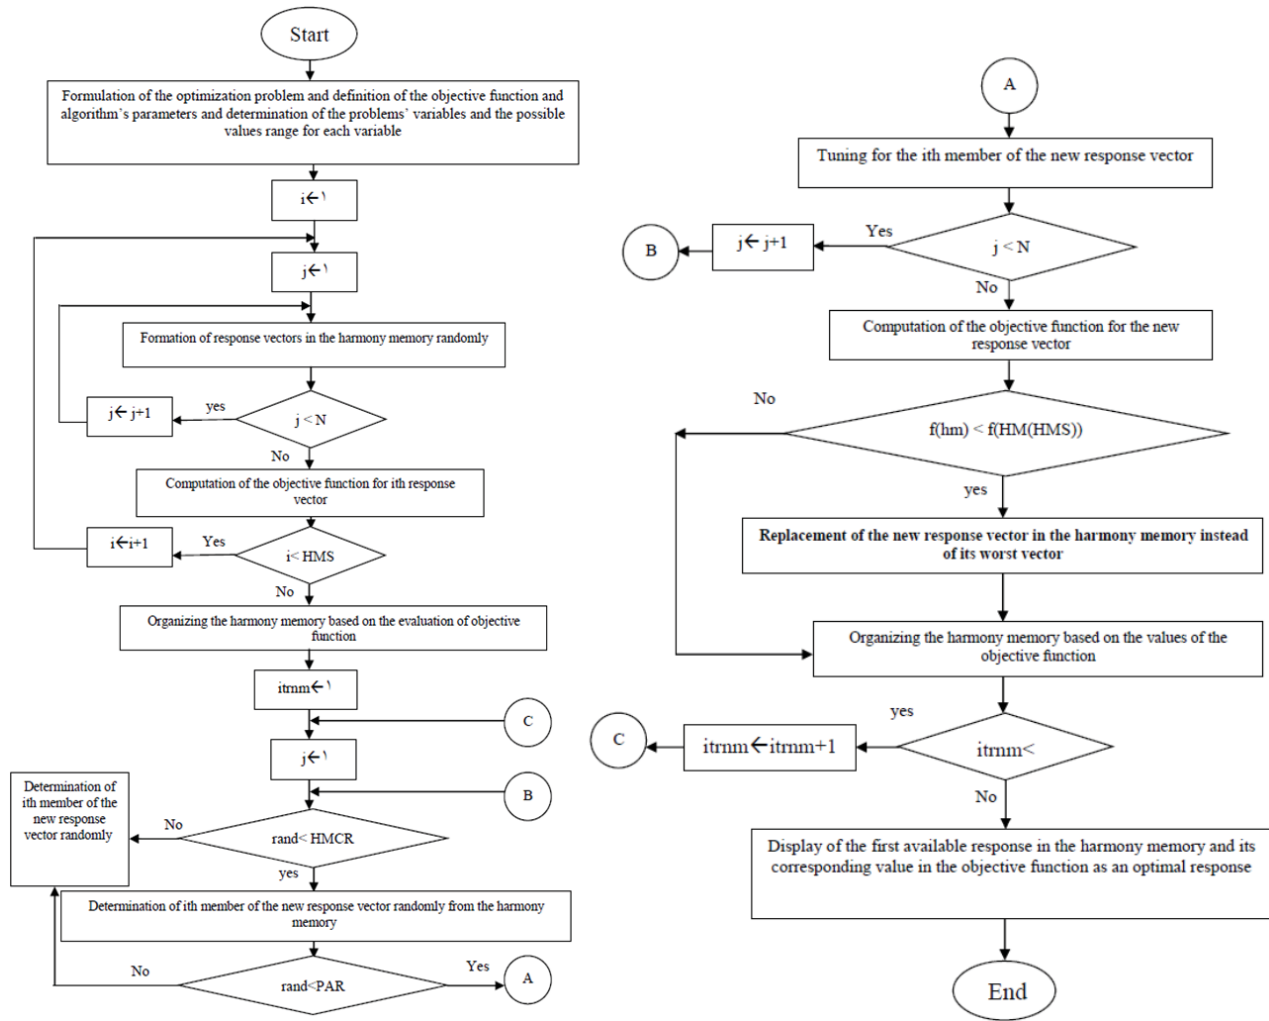 Start
Formulation of the optimization problem and definition of the objective function and
algorithm's parameters and determination of the problems' variables and the possible
values range for each variable
i←۱
j←۱
Formation of response vectors in the harmony memory randomly
j < N
yes
j← j+1
No
Computation of the objective function for ith response
vector
i< HMS
Yes
i←i+1
No
Organizing the harmony memory based on the evaluation of objective
function
itrnm←۱
C
j←۱
B
rand< HMCR
No
Determination of
ith member of the
new response
vector randomly
yes
Determination of ith member of the new response vector randomly from the harmony
memory
rand<PAR
No
Yes
A
A
Tuning for the ith member of the new response vector
j < N
Yes
j← j+1
B
No
Computation of the objective function for the new
response vector
f(hm) < f(HM(HMS))
No
yes
Replacement of the new response vector in the harmony memory instead
of its worst vector
Organizing the harmony memory based on the values of the
objective function
itrnm<
yes
itrnm←itrnm+1
C
No
Display of the first available response in the harmony memory and its
corresponding value in the objective function as an optimal response
End